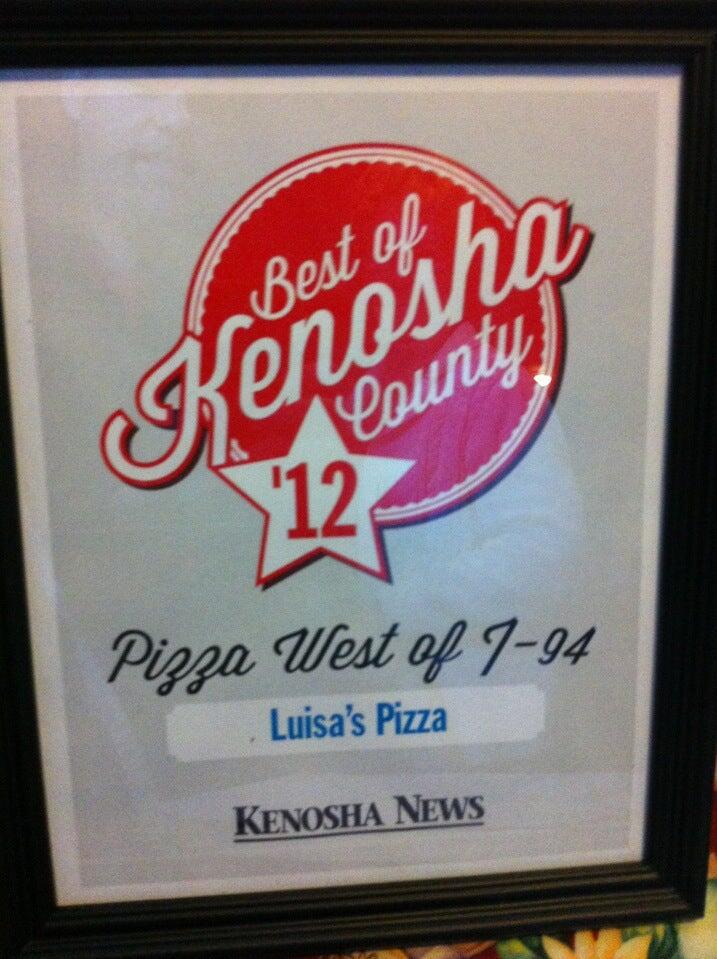 Best of
Kenosha
County
'12
Pizza West of I-94
Luisa's Pizza
KENOSHA NEWS